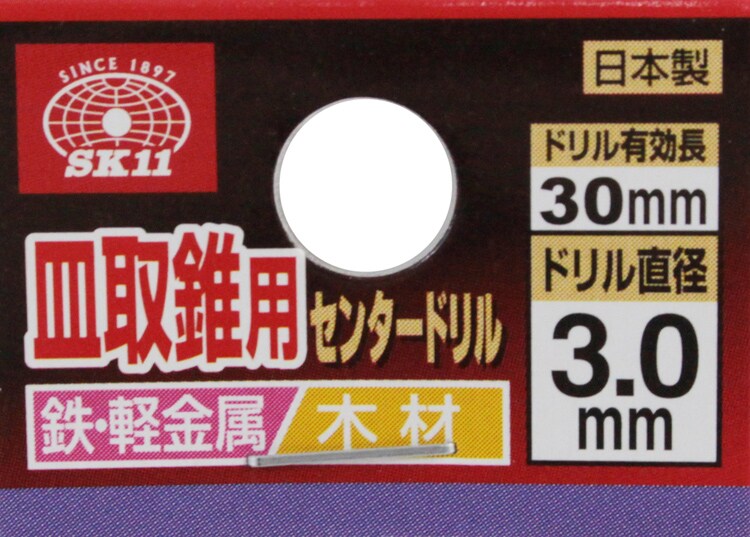 SINCE 1897
SK11
日本製
ドリル有効長
30mm
ドリル直径
3.0
mm
皿取錐用
センタードリル
鉄・軽金属
木材